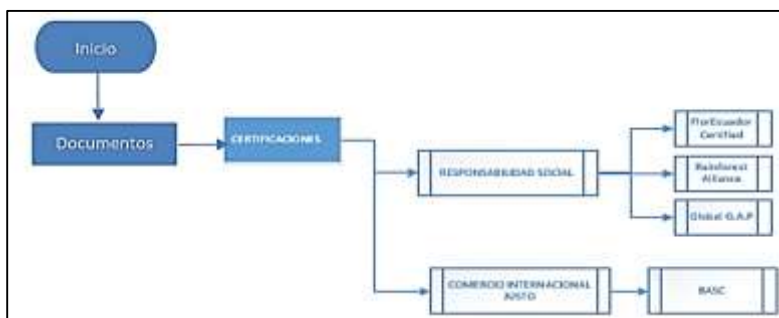 Inicio
Documentos
CERTIFICACIONES
RESPONSABILIDAD SOCIAL
FlorEcuador
Certified
Rainforest
Alliance
Global G.A.P
COMERCIO INTERNACIONAL
JUSTO
BASC